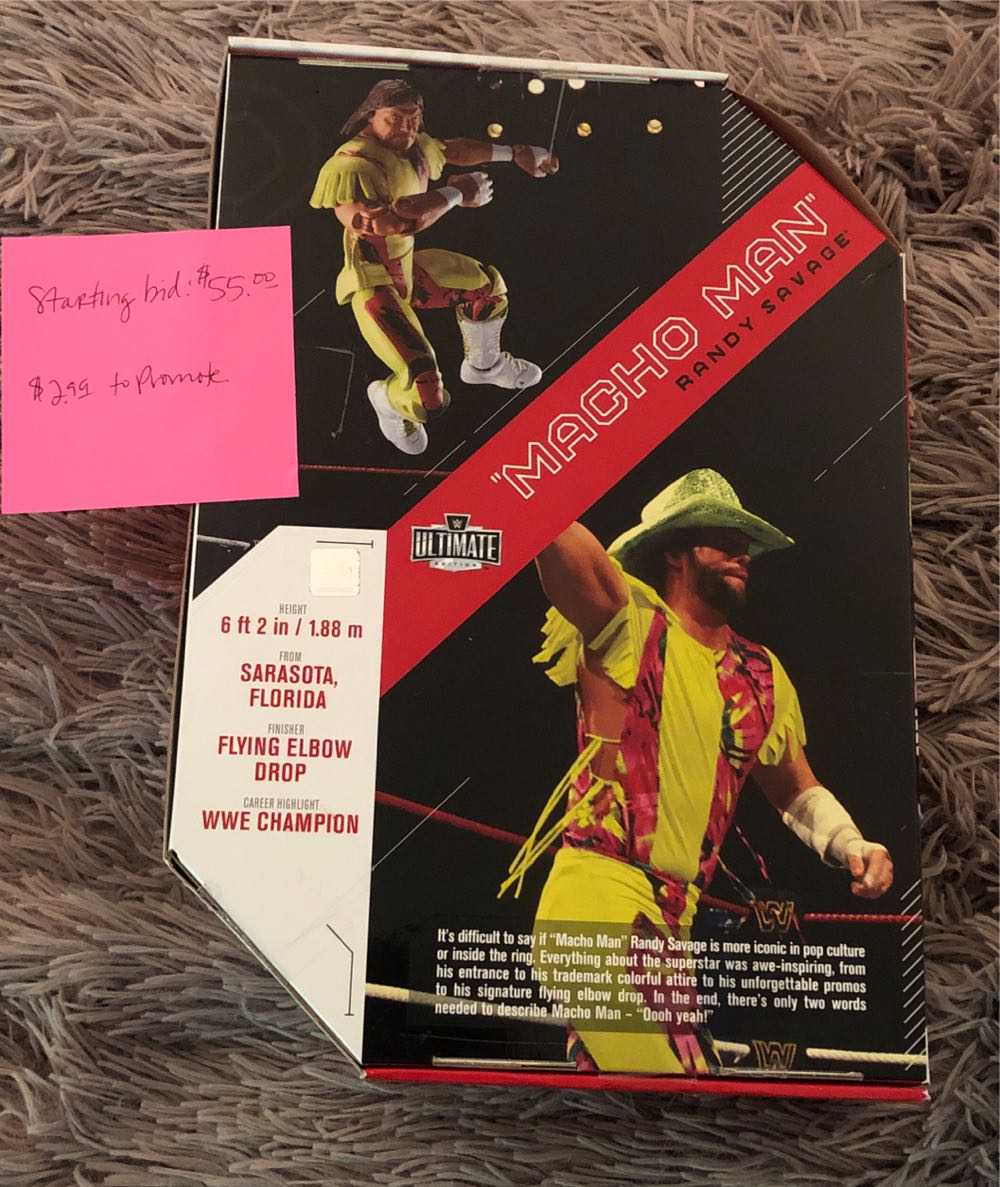 Starting bid: $55.00
$2.99 to Promote
"MACHO MAN"
RANDY SAVAGE
W
ULTIMATE
EDITION
HEIGHT
6 ft 2 in / 1.88 m
FROM
SARASOTA,
FLORIDA
FINISHER
FLYING ELBOW
DROP
CAREER HIGHLIGHT
WWE CHAMPION
It's difficult to say if "Macho Man" Randy Savage is more iconic in pop culture
or inside the ring. Everything about the superstar was awe-inspiring, from
his entrance to his trademark colorful attire to his unforgettable promos
to his signature flying elbow drop. In the end, there's only two words
needed to describe Macho Man – "Oooh yeah!"